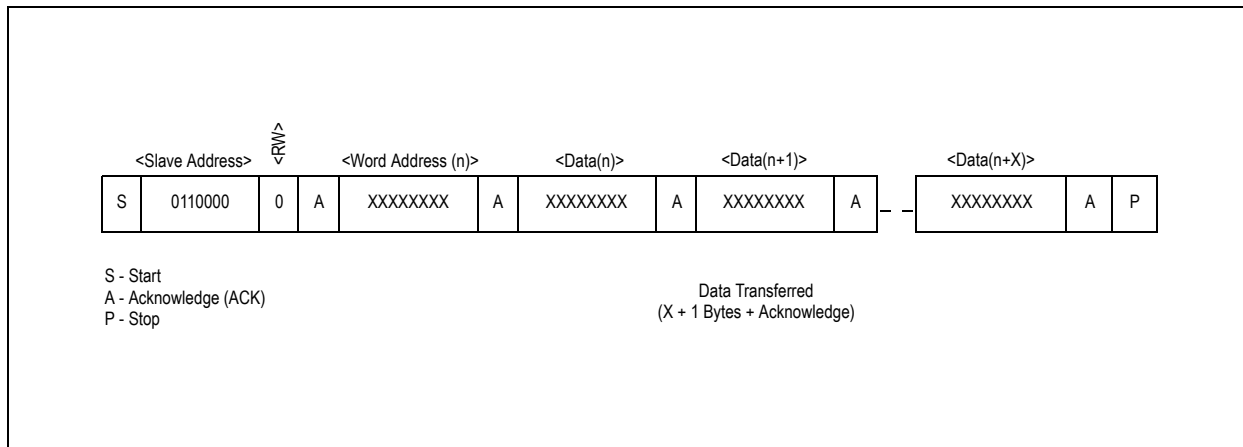 <Slave Address> <RW> <Word Address (n)> <Data(n)> <Data(n+1)> <Data(n+X)>
S 0110000 0 A XXXXXXXX A XXXXXXXX A XXXXXXXX A XXXXXXXX A P
S - Start
A - Acknowledge (ACK)
P - Stop
Data Transferred
(X + 1 Bytes + Acknowledge)